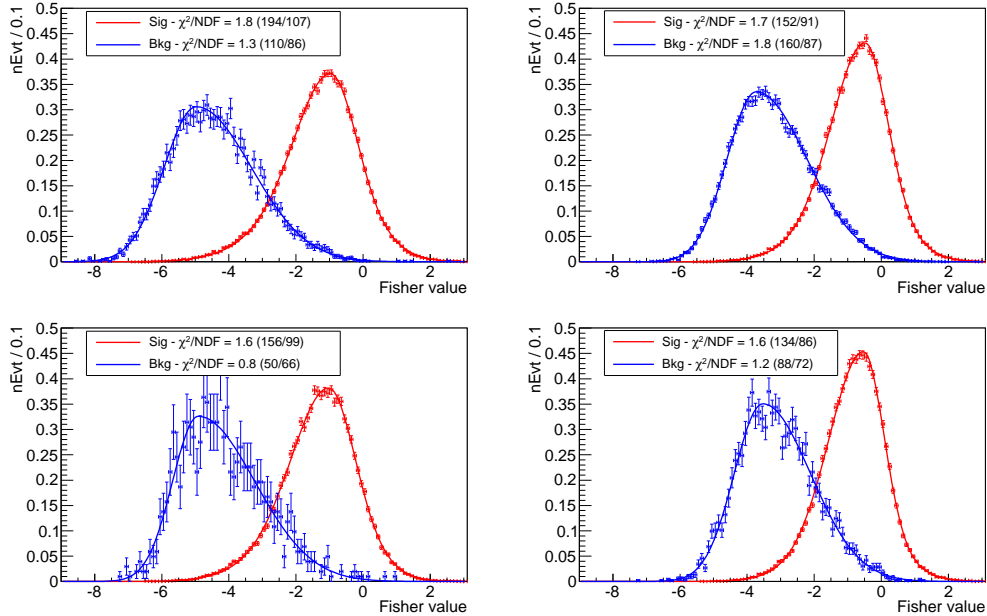 nEvt / 0.1
0.5
0.45
0.4
0.35
0.3
0.25
0.2
0.15
0.1
0.05
0
Sig - χ²/NDF = 1.8 (194/107)
Bkg - χ²/NDF = 1.3 (110/86)
-8 -6 -4 -2 0 2
Fisher value
nEvt / 0.1
0.5
0.45
0.4
0.35
0.3
0.25
0.2
0.15
0.1
0.05
0
Sig - χ²/NDF = 1.7 (152/91)
Bkg - χ²/NDF = 1.8 (160/87)
-8 -6 -4 -2 0 2
Fisher value
nEvt / 0.1
0.5
0.45
0.4
0.35
0.3
0.25
0.2
0.15
0.1
0.05
0
Sig - χ²/NDF = 1.6 (156/99)
Bkg - χ²/NDF = 0.8 (50/66)
-8 -6 -4 -2 0 2
Fisher value
nEvt / 0.1
0.5
0.45
0.4
0.35
0.3
0.25
0.2
0.15
0.1
0.05
0
Sig - χ²/NDF = 1.6 (134/86)
Bkg - χ²/NDF = 1.2 (88/72)
-8 -6 -4 -2 0 2
Fisher value